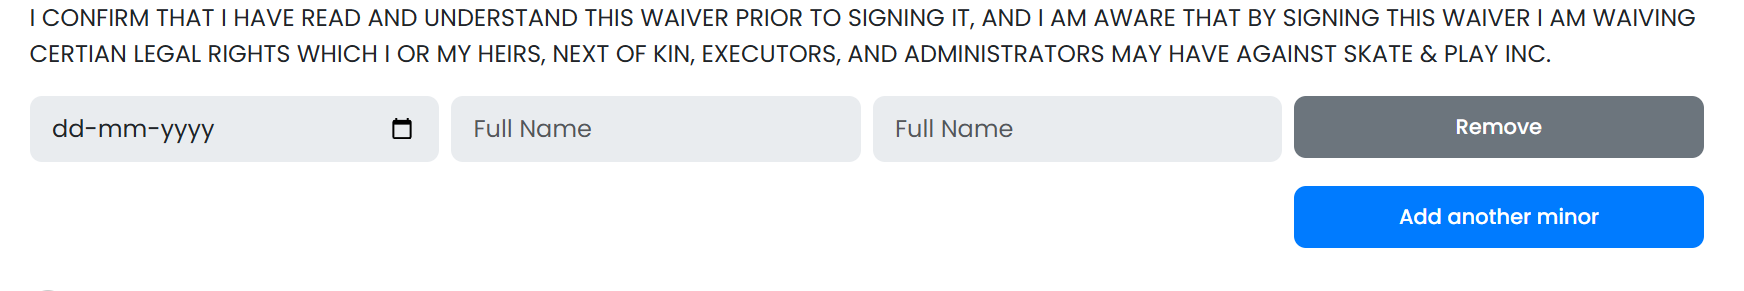 I CONFIRM THAT I HAVE READ AND UNDERSTAND THIS WAIVER PRIOR TO SIGNING IT, AND I AM AWARE THAT BY SIGNING THIS WAIVER I AM WAIVING
CERTIAN LEGAL RIGHTS WHICH I OR MY HEIRS, NEXT OF KIN, EXECUTORS, AND ADMINISTRATORS MAY HAVE AGAINST SKATE & PLAY INC.
dd-mm-yyyy Full Name Full Name Remove
Add another minor